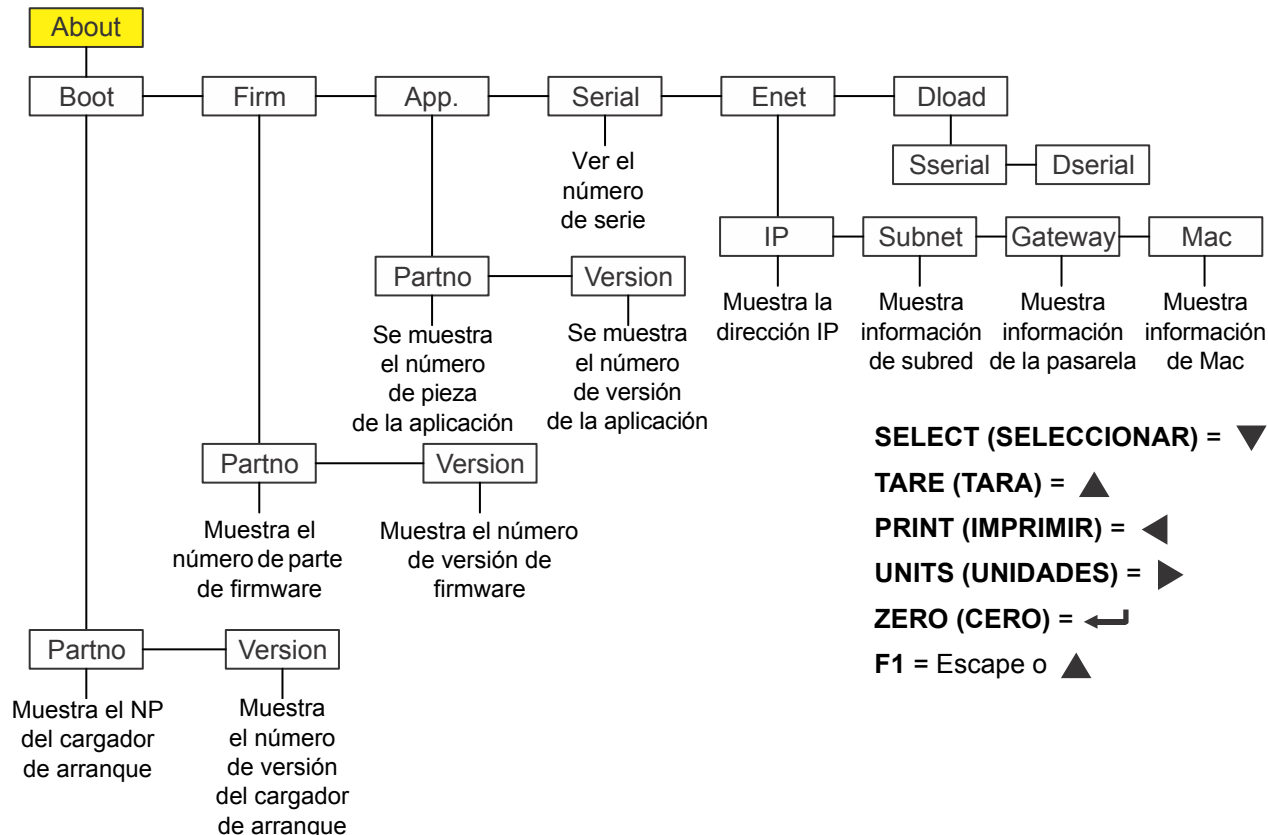 About
Boot
Firm
App.
Serial
Enet
Dload
Ver el
número
de serie
Sserial
Dserial
IP
Subnet
Gateway
Mac
Muestra la
dirección IP
Muestra
información
de subred
Muestra
información
de la pasarela
Muestra
información
de Mac
Partno
Version
Se muestra
el número
de pieza
de la aplicación
Se muestra
el número
de versión
de la aplicación
Partno
Version
Muestra el
número de parte
de firmware
Muestra el número
de versión de
firmware
Partno
Version
Muestra el NP
del cargador
de arranque
Muestra
el número
de versión
del cargador
de arranque
SELECT (SELECCIONAR) = ▼
TARE (TARA) = ▲
PRINT (IMPRIMIR) = ◀
UNITS (UNIDADES) = ▶
ZERO (CERO) = ↵
F1 = Escape o ▲